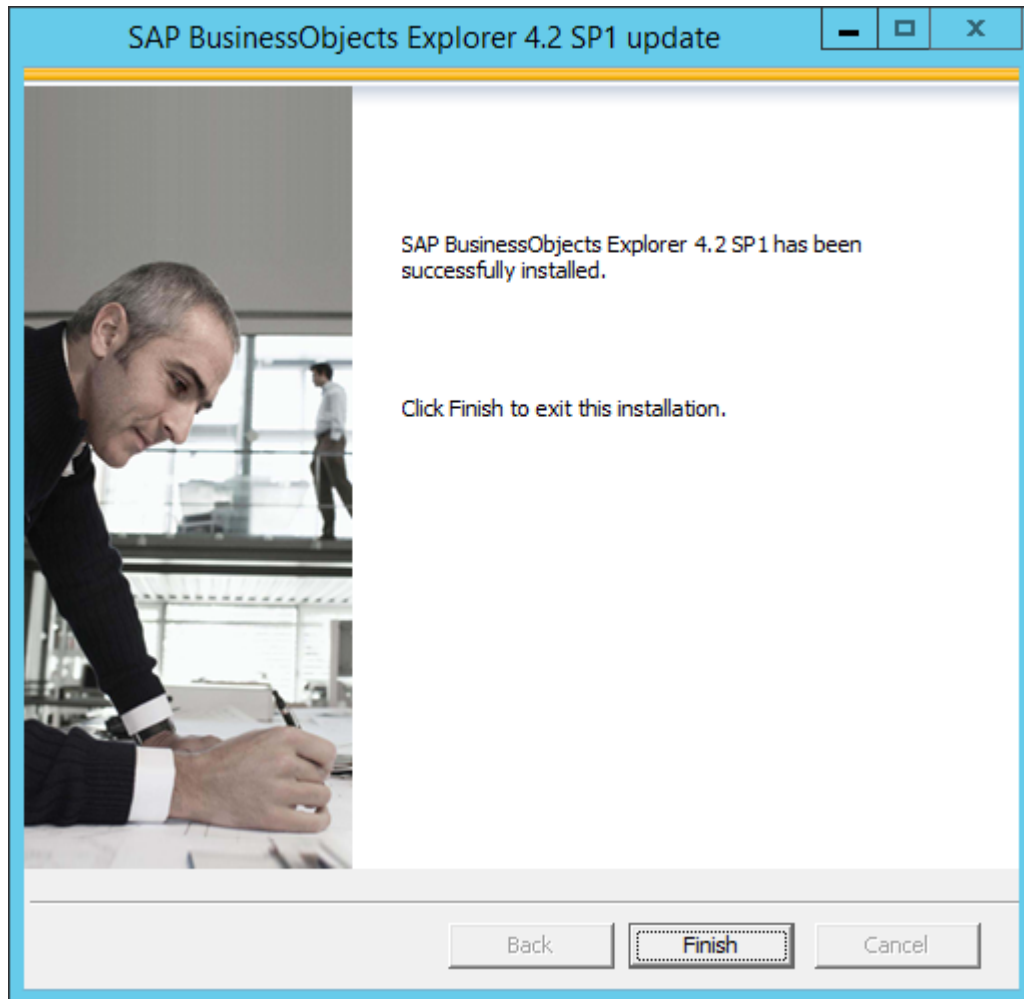 SAP BusinessObjects Explorer 4.2 SP1 update
SAP BusinessObjects Explorer 4.2 SP1 has been
successfully installed.
Click Finish to exit this installation.
Back
Finish
Cancel